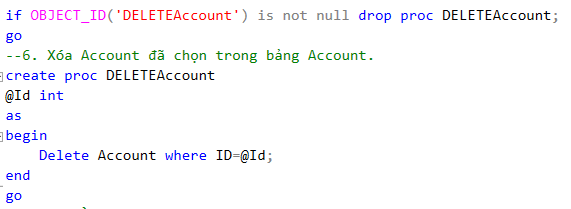 if OBJECT_ID('DELETEAccount') is not null drop proc DELETEAccount;
go
--6. Xóa Account đã chọn trong bảng Account.
create proc DELETEAccount
@Id int
as
begin
    Delete Account where ID=@Id;
end
go